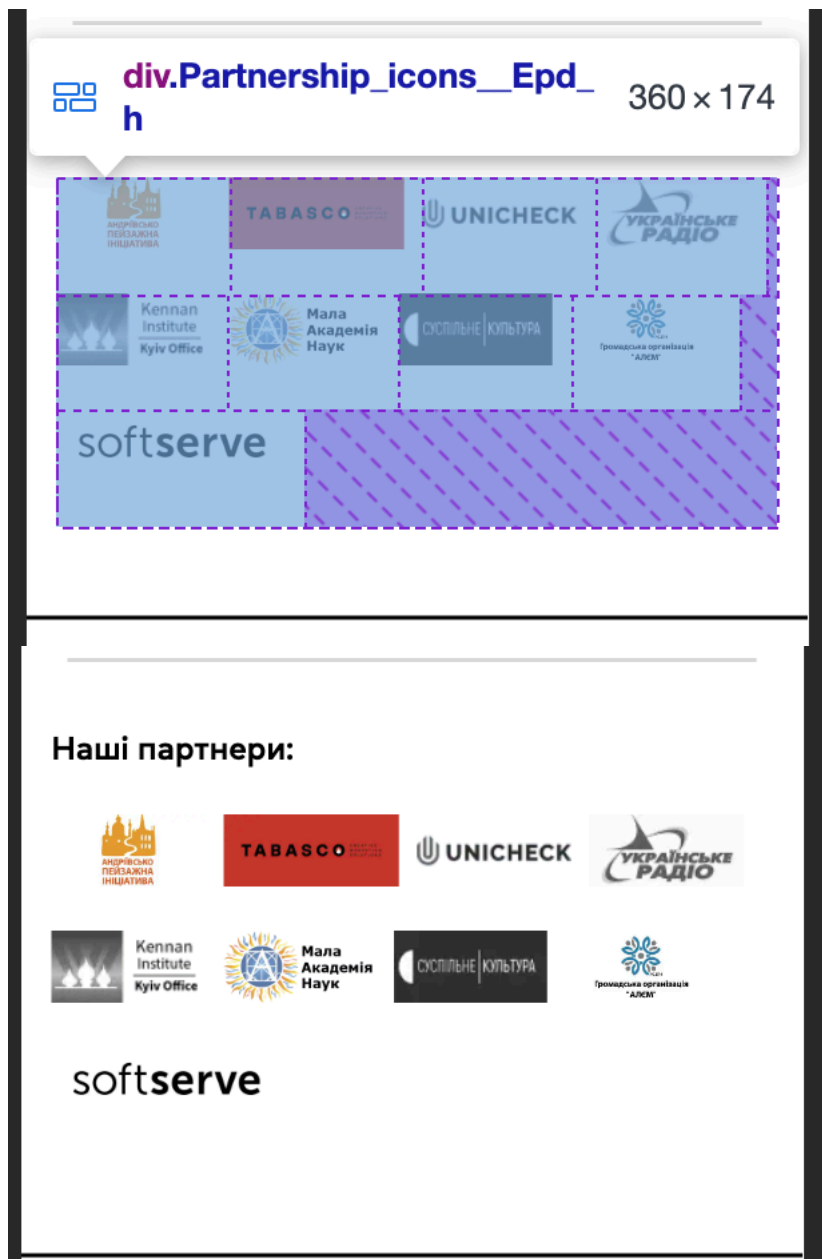 div.Partnership_icons__Epd_
h
360 × 174
АНДРІЇВСЬКО
ПЕЙЗАЖНА
ІНІЦІАТИВА
TABASCO
UNICHECK
УКРАЇНСЬКЕ
РАДІО
Kennan
Institute
Kyiv Office
Мала
Академія
Наук
СУСПІЛЬНЕ КУЛЬТУРА
Громадська організація
"АЛЄМ"
softserve
Наші партнери:
АНДРІЇВСЬКО
ПЕЙЗАЖНА
ІНІЦІАТИВА
TABASCO
UNICHECK
УКРАЇНСЬКЕ
РАДІО
Kennan
Institute
Kyiv Office
Мала
Академія
Наук
СУСПІЛЬНЕ КУЛЬТУРА
Громадська організація
"АЛЄМ"
softserve